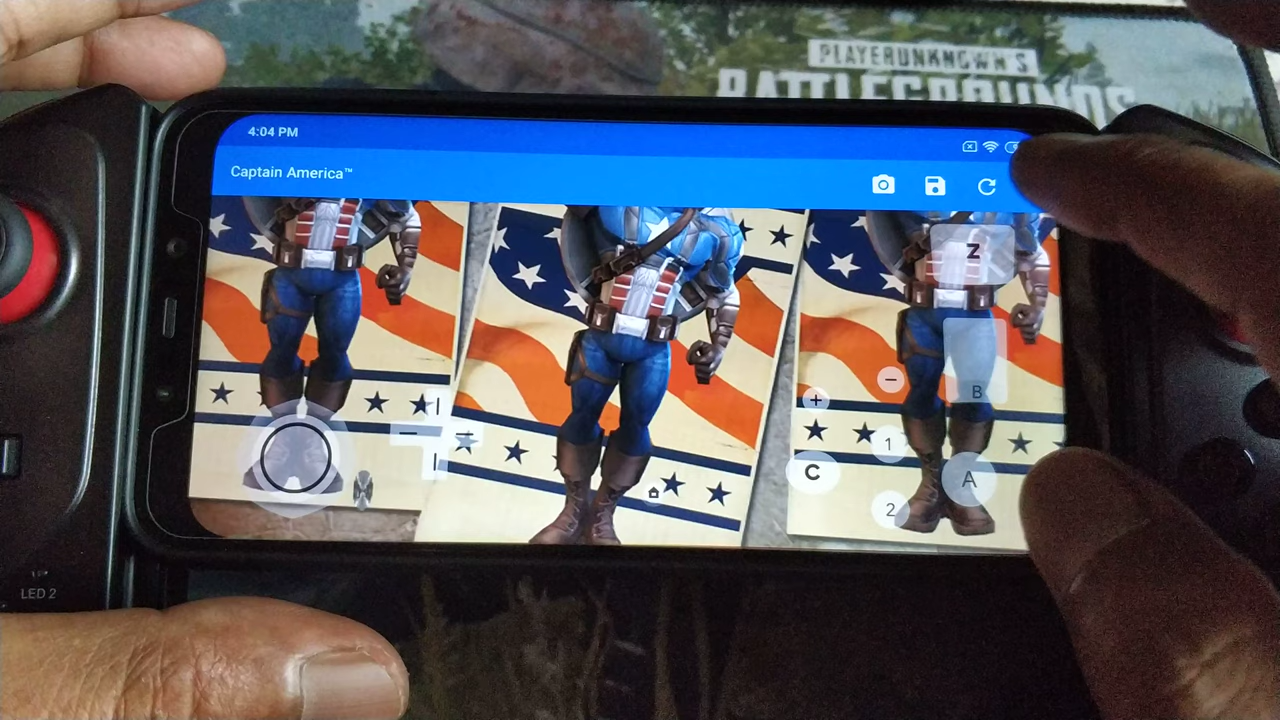 PLAYERUNKNOWN'S
BATTLEGROUNDS
4:04 PM
Captain America™
Z
B
+
−
1
C
A
2
LED 2